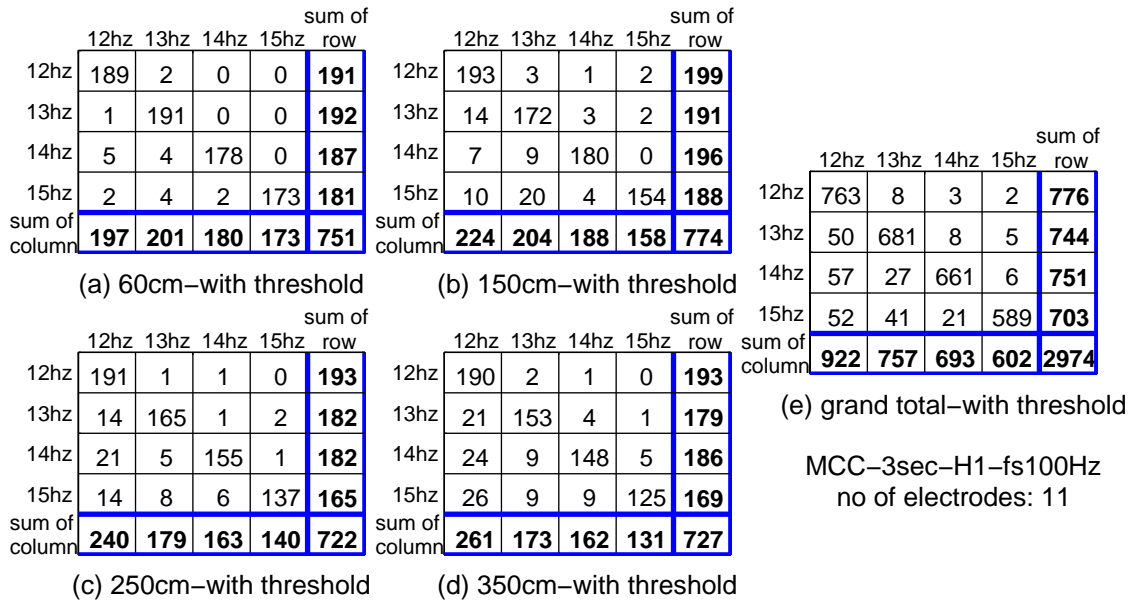 sum of
12hz 13hz 14hz 15hz row
12hz 189 2 0 0 191
13hz 1 191 0 0 192
14hz 5 4 178 0 187
15hz 2 4 2 173 181
sum of
column 197 201 180 173 751
(a) 60cm−with threshold
sum of
12hz 13hz 14hz 15hz row
12hz 193 3 1 2 199
13hz 14 172 3 2 191
14hz 7 9 180 0 196
15hz 10 20 4 154 188
sum of
column 224 204 188 158 774
(b) 150cm−with threshold
sum of
12hz 13hz 14hz 15hz row
12hz 191 1 1 0 193
13hz 14 165 1 2 182
14hz 21 5 155 1 182
15hz 14 8 6 137 165
sum of
column 240 179 163 140 722
(c) 250cm−with threshold
sum of
12hz 13hz 14hz 15hz row
12hz 190 2 1 0 193
13hz 21 153 4 1 179
14hz 24 9 148 5 186
15hz 26 9 9 125 169
sum of
column 261 173 162 131 727
(d) 350cm−with threshold
sum of
12hz 13hz 14hz 15hz row
12hz 763 8 3 2 776
13hz 50 681 8 5 744
14hz 57 27 661 6 751
15hz 52 41 21 589 703
sum of
column 922 757 693 602 2974
(e) grand total−with threshold
MCC−3sec−H1−fs100Hz
no of electrodes: 11